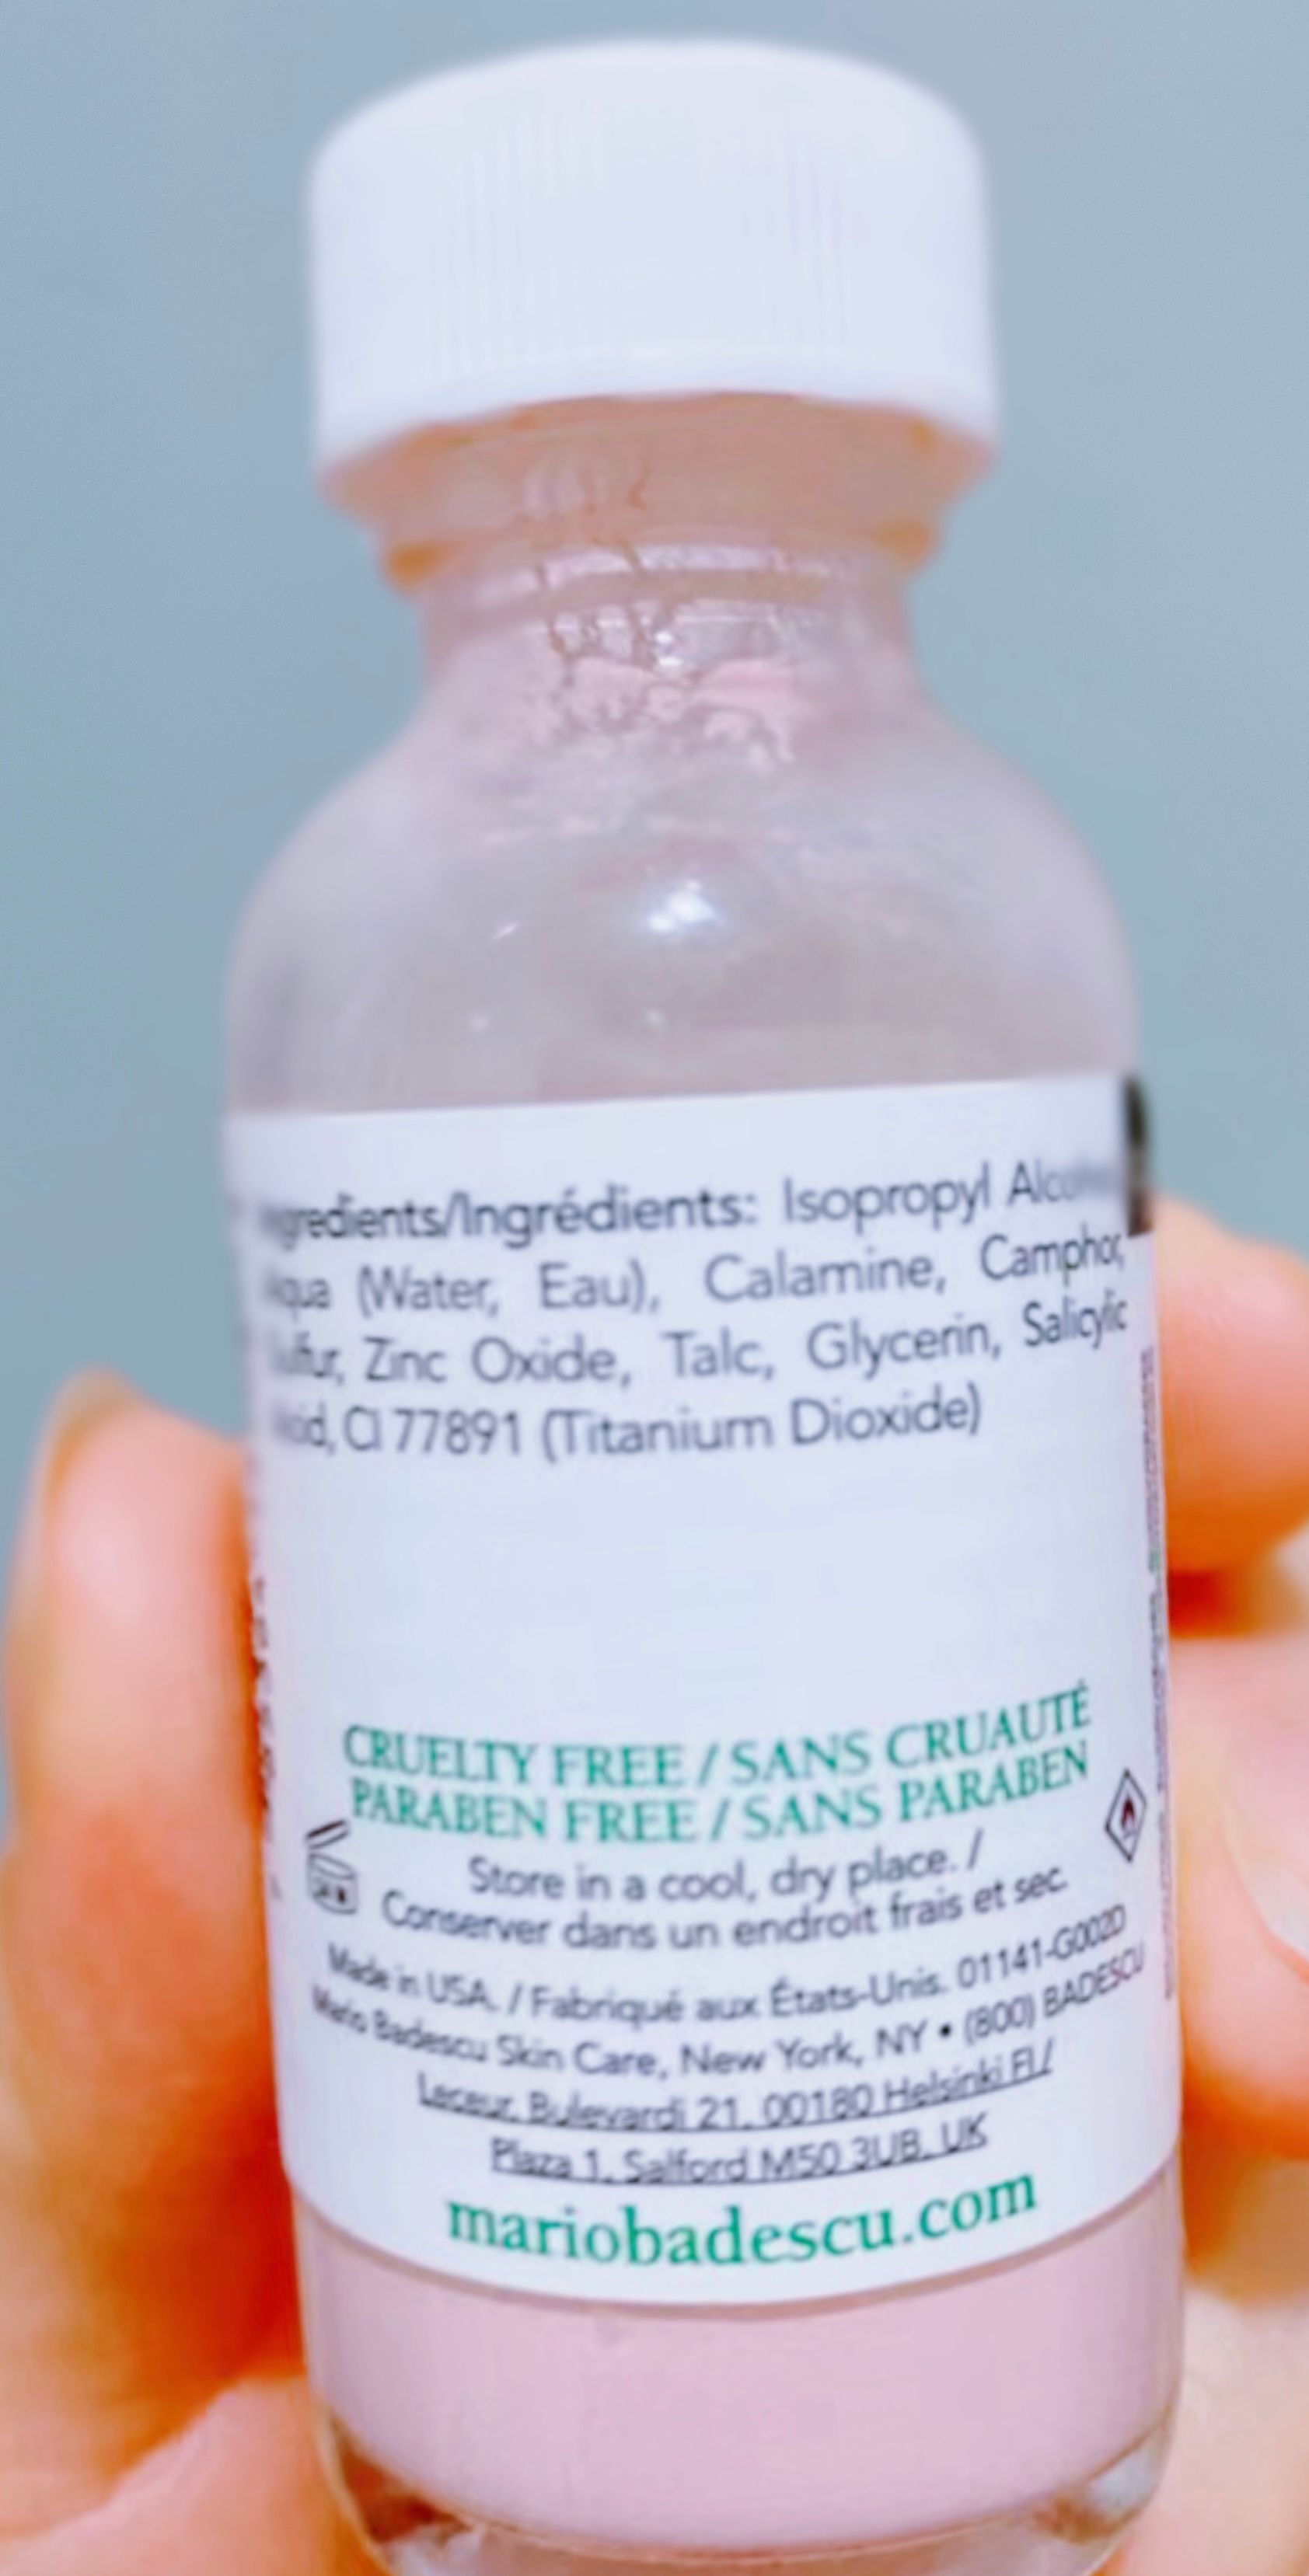 Ingredients/Ingrédients: Isopropyl Alcohol,
Aqua (Water, Eau), Calamine, Camphor,
Sulfur, Zinc Oxide, Talc, Glycerin, Salicylic
Acid, CI 77891 (Titanium Dioxide)
CRUELTY FREE / SANS CRUAUTÉ
PARABEN FREE / SANS PARABEN
Store in a cool, dry place. /
Conserver dans un endroit frais et sec.
Made in USA. / Fabriqué aux États-Unis. 01141-G002D
Mario Badescu Skin Care, New York, NY • (800) BADESCU
Bulevardi 21, 00180 Helsinki FI /
Plaza 1, Salford M50 3UB, UK
mariobadescu.com